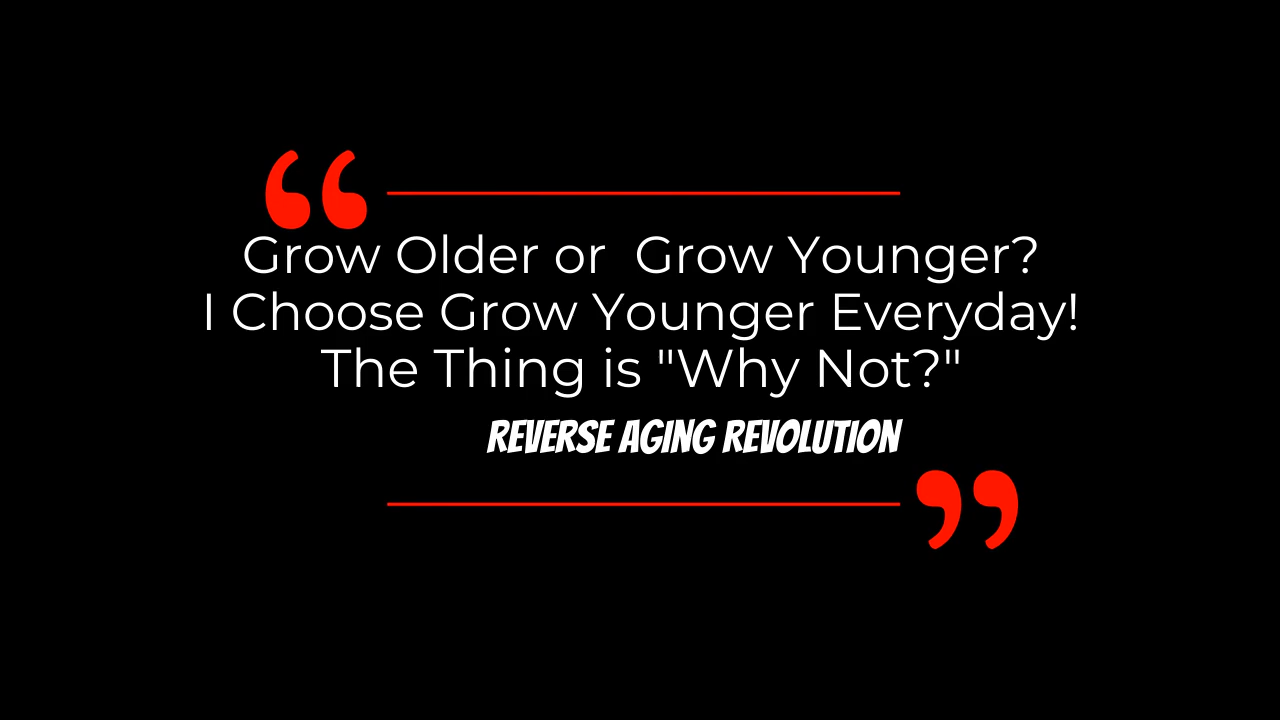 Grow Older or  Grow Younger?
I Choose Grow Younger Everyday!
The Thing is "Why Not?"
REVERSE AGING REVOLUTION